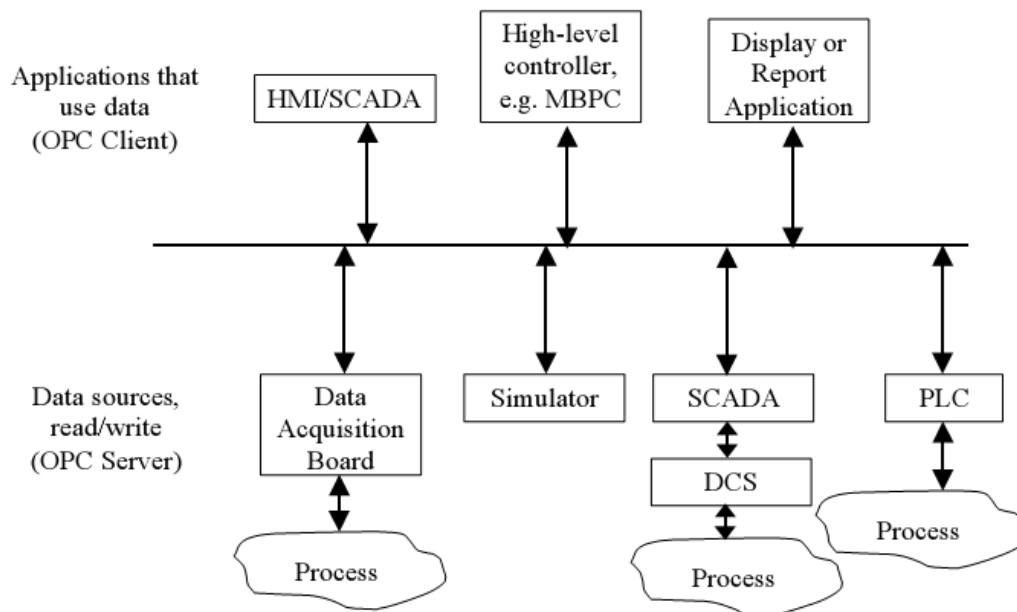 Applications that
use data
(OPC Client)
HMI/SCADA
High-level
controller,
e.g. MBPC
Display or
Report
Application
Data sources,
read/write
(OPC Server)
Data
Acquisition
Board
Simulator
SCADA
PLC
DCS
Process
Process
Process